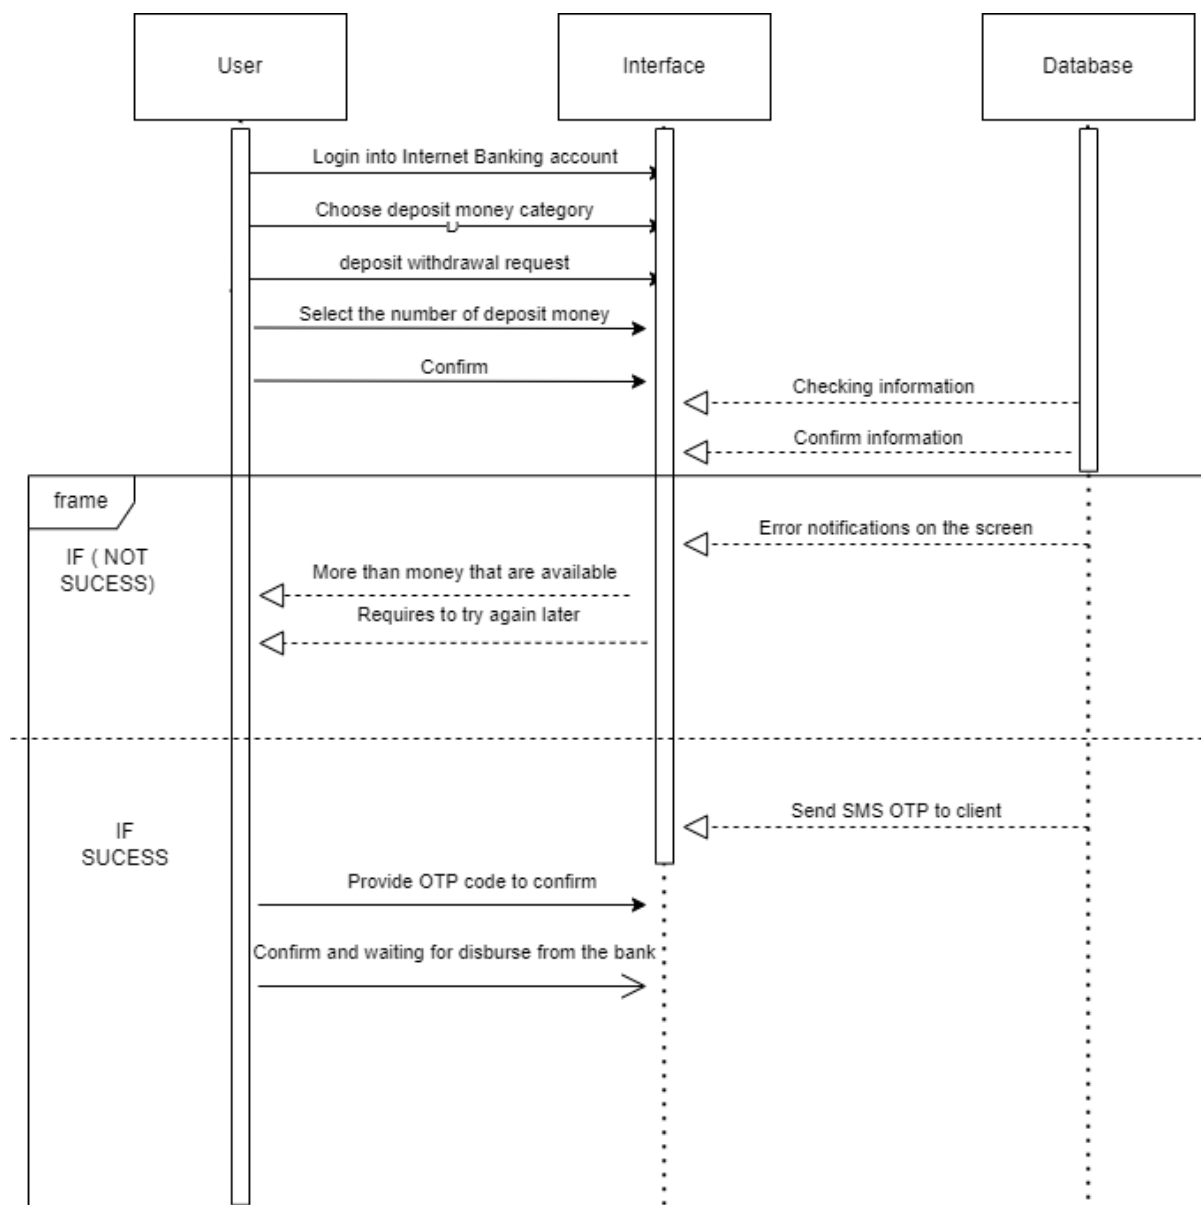 User
Interface
Database
Login into Internet Banking account
Choose deposit money category
deposit withdrawal request
Select the number of deposit money
Confirm
Checking information
Confirm information
frame
IF ( NOT
SUCESS)
Error notifications on the screen
More than money that are available
Requires to try again later
IF
SUCESS
Send SMS OTP to client
Provide OTP code to confirm
Confirm and waiting for disburse from the bank